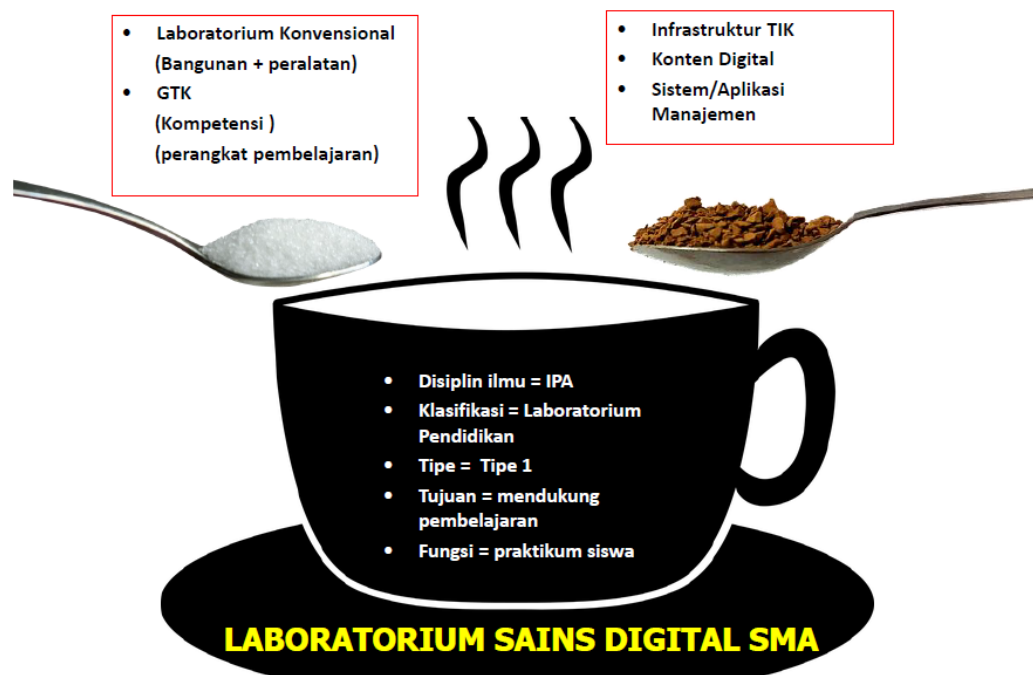 • Laboratorium Konvensional
(Bangunan + peralatan)
• GTK
(Kompetensi )
(perangkat pembelajaran)
• Infrastruktur TIK
• Konten Digital
• Sistem/Aplikasi
Manajemen
• Disiplin ilmu = IPA
• Klasifikasi = Laboratorium
Pendidikan
• Tipe = Tipe 1
• Tujuan = mendukung
pembelajaran
• Fungsi = praktikum siswa
LABORATORIUM SAINS DIGITAL SMA